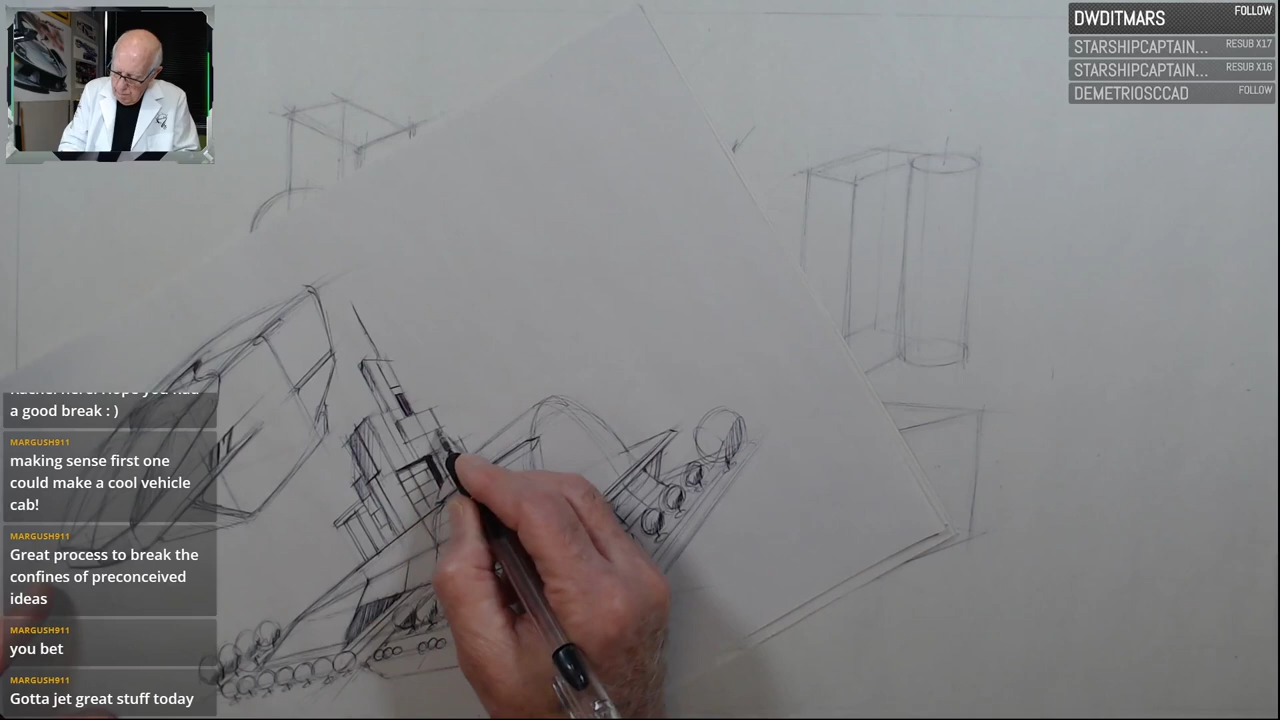 DWDITMARS FOLLOW
STARSHIPCAPTAIN... RESUB X17
STARSHIPCAPTAIN... RESUB X16
DEMETRIOSCCAD FOLLOW
a good break : )
MARGUSH911
making sense first one
could make a cool vehicle
cab!
MARGUSH911
Great process to break the
confines of preconceived
ideas
MARGUSH911
you bet
MARGUSH911
Gotta jet great stuff today